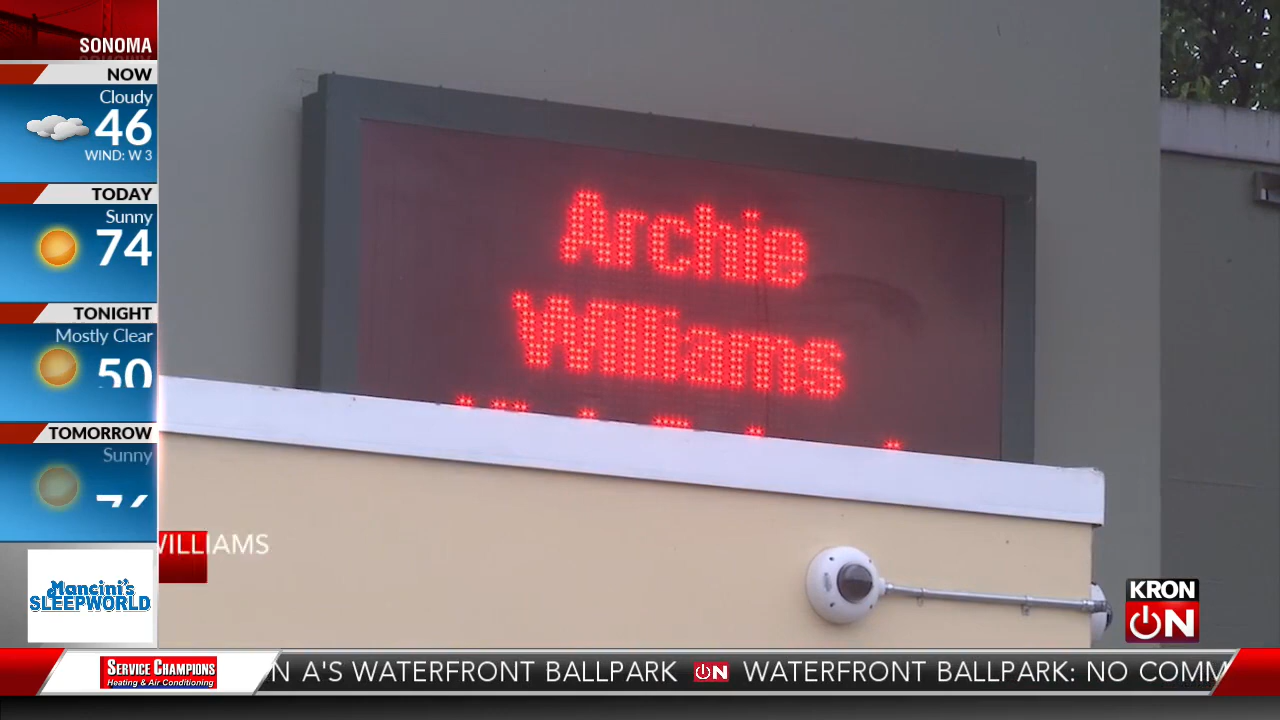 SONOMA
NOW
Cloudy
46
WIND: W 3
TODAY
Sunny
74
TONIGHT
Mostly Clear
50
TOMORROW
Sunny
Mancini's
SLEEPWORLD
Archie
Williams
WILLIAMS
KRON
ON
SERVICE CHAMPIONS
Heating & Air Conditioning
N A'S WATERFRONT BALLPARK ON WATERFRONT BALLPARK: NO COMM